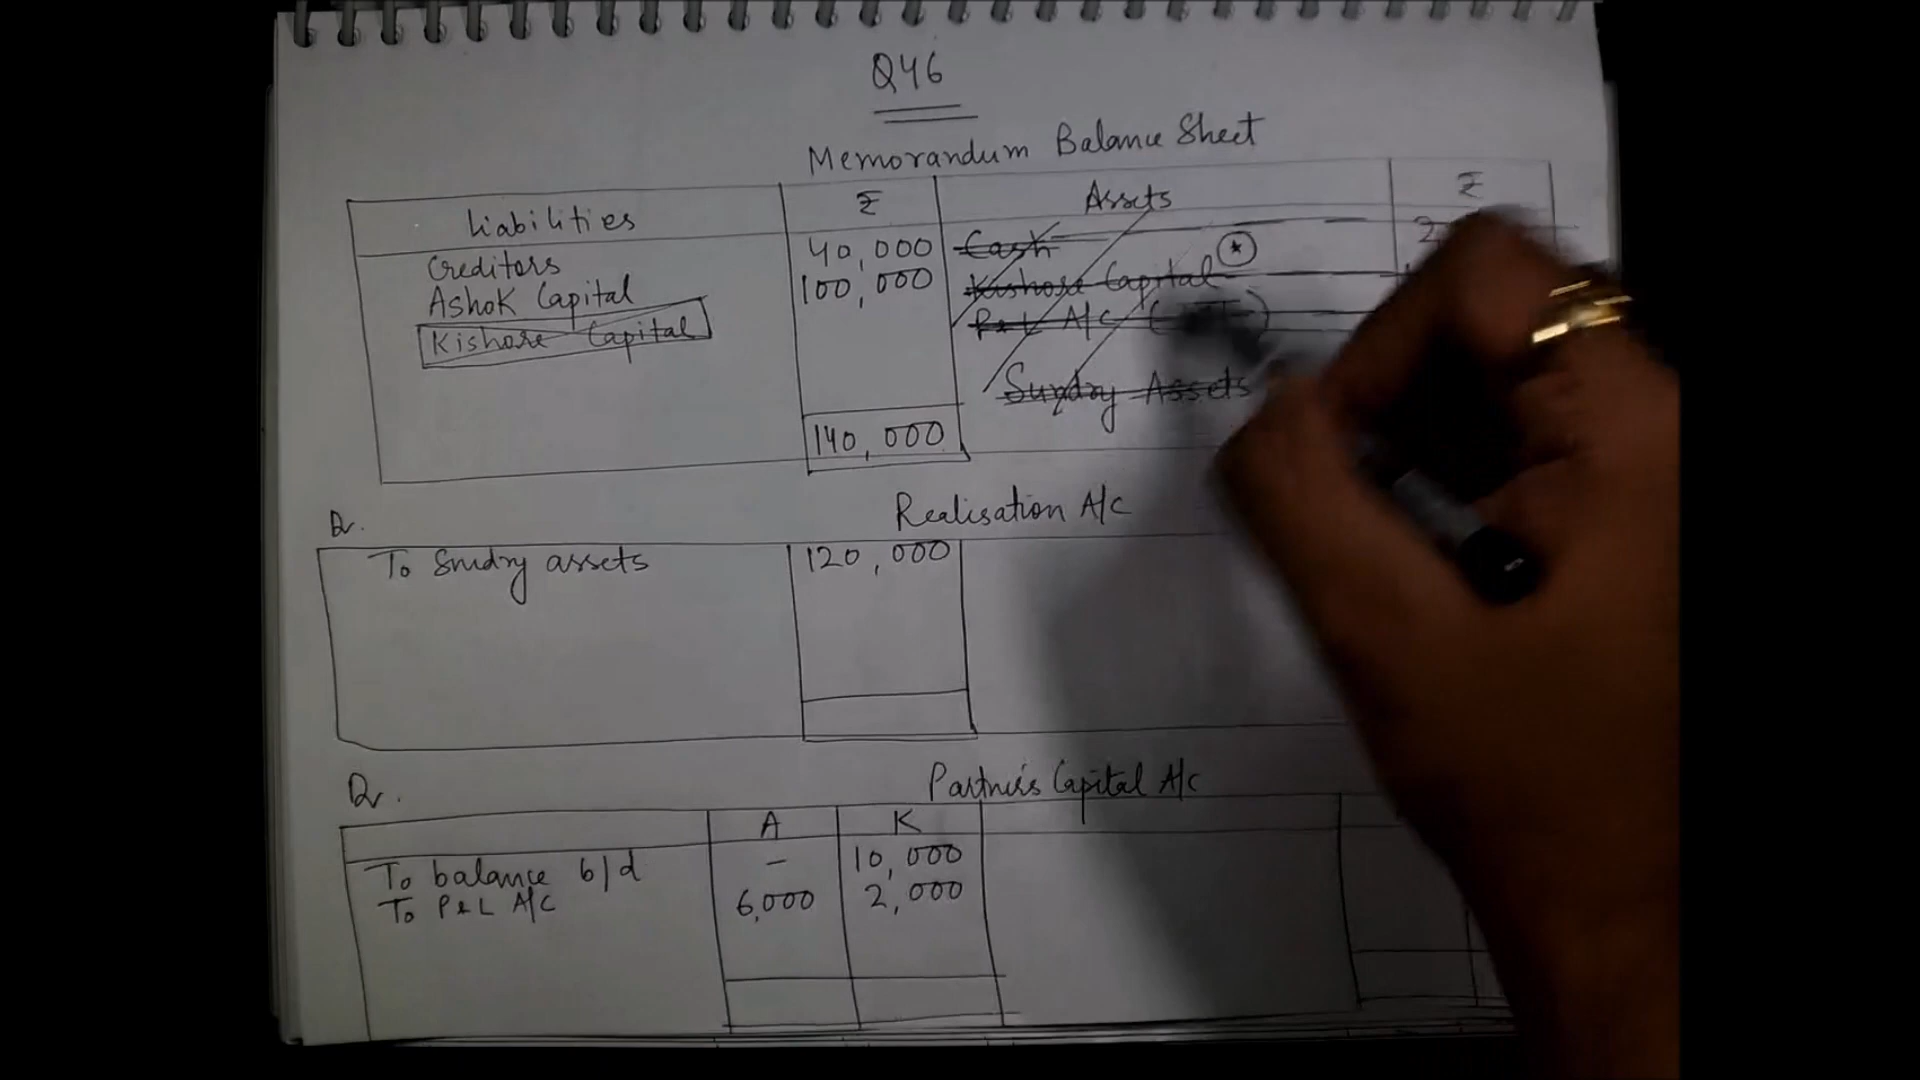 Q46
Memorandum Balance Sheet
Liabilities ₹ Assets ₹
Creditors 40,000 Cash
Ashok Capital 100,000 Kishore Capital *
Kishore Capital P&L A/c
Sundry Assets
140,000
Dr. Realisation A/c
To Sundry assets 120,000
Dr. Partner's Capital A/c
A K
To balance b/d – 10,000
To P&L A/c 6,000 2,000